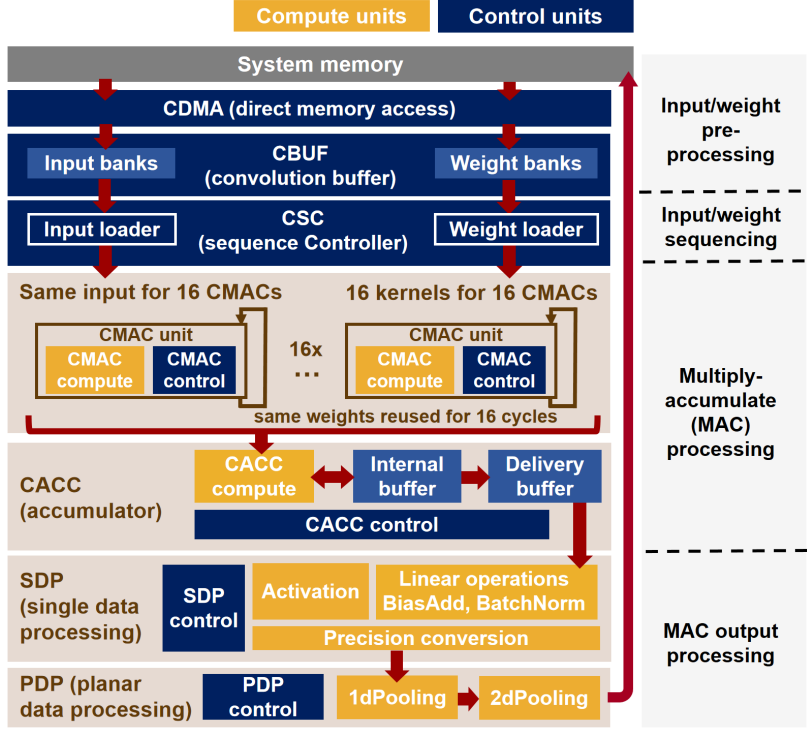 Compute units
Control units
System memory
CDMA (direct memory access)
Input/weight
pre-
processing
Input banks
CBUF
(convolution buffer)
Weight banks
Input loader
CSC
(sequence Controller)
Weight loader
Input/weight
sequencing
Same input for 16 CMACs
16 kernels for 16 CMACs
CMAC unit
CMAC
compute
CMAC
control
16x
...
CMAC unit
CMAC
compute
CMAC
control
same weights reused for 16 cycles
Multiply-
accumulate
(MAC)
processing
CACC
(accumulator)
CACC
compute
Internal
buffer
Delivery
buffer
CACC control
SDP
(single data
processing)
SDP
control
Activation
Linear operations
BiasAdd, BatchNorm
Precision conversion
MAC output
processing
PDP (planar
data processing)
PDP
control
1dPooling
2dPooling